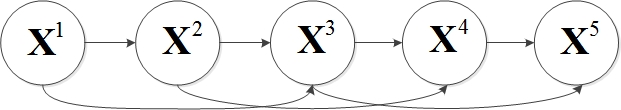 X¹ X² X³ X⁴ X⁵